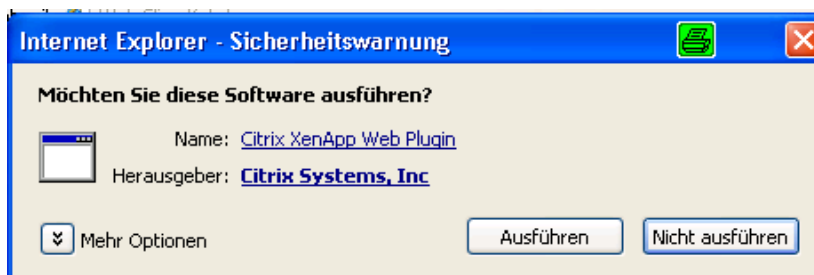 Internet Explorer - Sicherheitswarnung
Möchten Sie diese Software ausführen?
Name: Citrix XenApp Web Plugin
Herausgeber: Citrix Systems, Inc
Mehr Optionen
Ausführen
Nicht ausführen